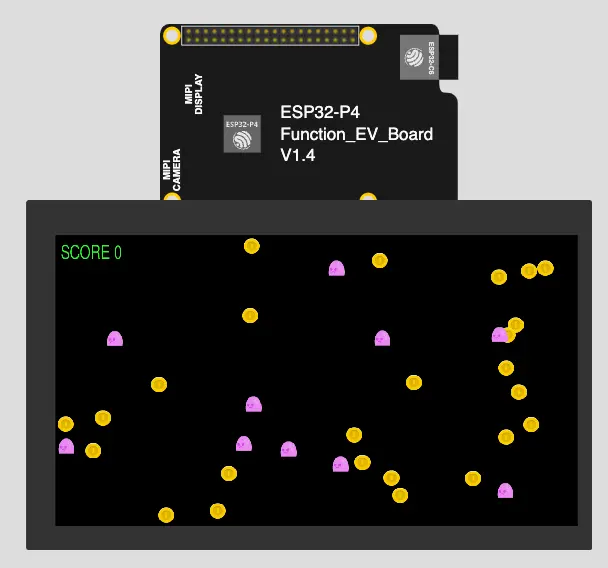 ESP32-C6
MIPI
DISPLAY
ESP32-P4
ESP32-P4
Function_EV_Board
V1.4
MIPI
CAMERA
SCORE 0